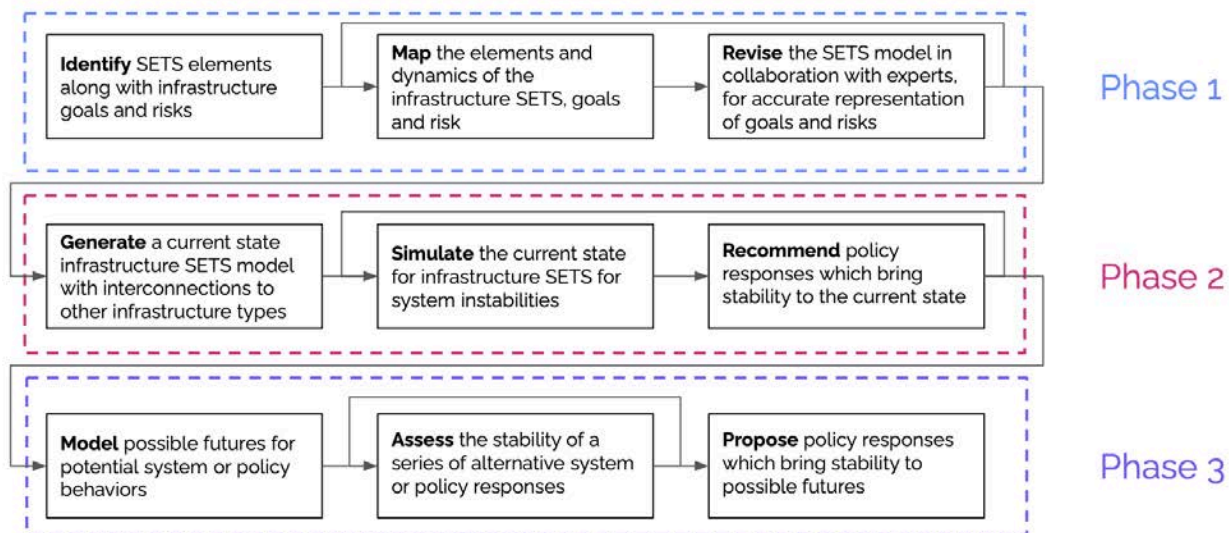 Identify SETS elements
along with infrastructure
goals and risks
Map the elements and
dynamics of the
infrastructure SETS, goals
and risk
Revise the SETS model in
collaboration with experts,
for accurate representation
of goals and risks
Phase 1
Generate a current state
infrastructure SETS model
with interconnections to
other infrastructure types
Simulate the current state
for infrastructure SETS for
system instabilities
Recommend policy
responses which bring
stability to the current state
Phase 2
Model possible futures for
potential system or policy
behaviors
Assess the stability of a
series of alternative system
or policy responses
Propose policy responses
which bring stability to
possible futures
Phase 3